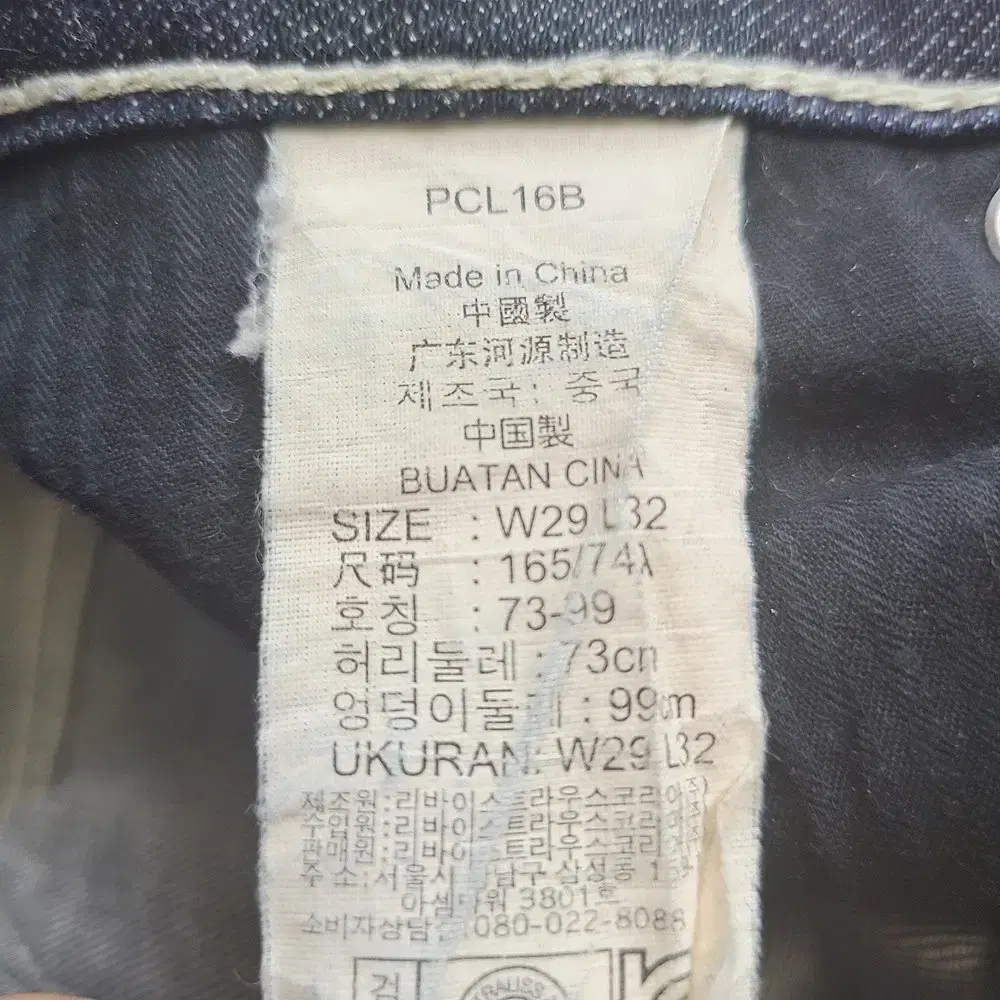 PCL16B
Made in China
中國製
广东河源制造
제조국: 중국
中国製
BUATAN CINA
SIZE : W29 L32
尺码 : 165/74A
호칭 : 73-99
허리둘레 : 73cm
엉덩이둘레 : 99cm
UKURAN: W29 L32
제조원:리바이스트라우스코리아
수입원:리바이스트라우스코리아
판매원:리바이스트라우스코리아
주 소:서울시 강남구 삼성동
아셈타워 3801호
소비자상담실:080-022-8088
검